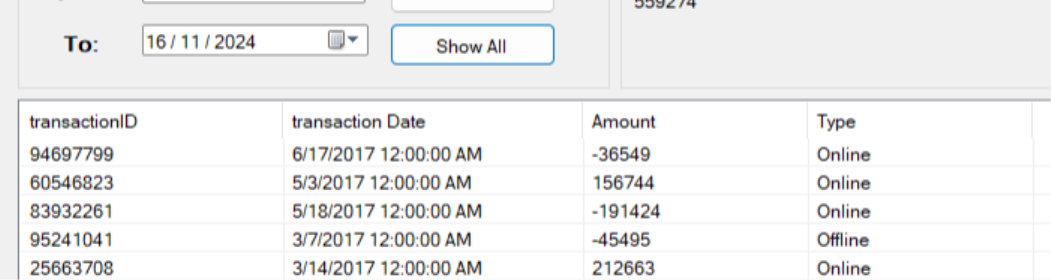 559274
To: 16 / 11 / 2024 Show All
transactionID transaction Date Amount Type
94697799 6/17/2017 12:00:00 AM -36549 Online
60546823 5/3/2017 12:00:00 AM 156744 Online
83932261 5/18/2017 12:00:00 AM -191424 Online
95241041 3/7/2017 12:00:00 AM -45495 Offline
25663708 3/14/2017 12:00:00 AM 212663 Online